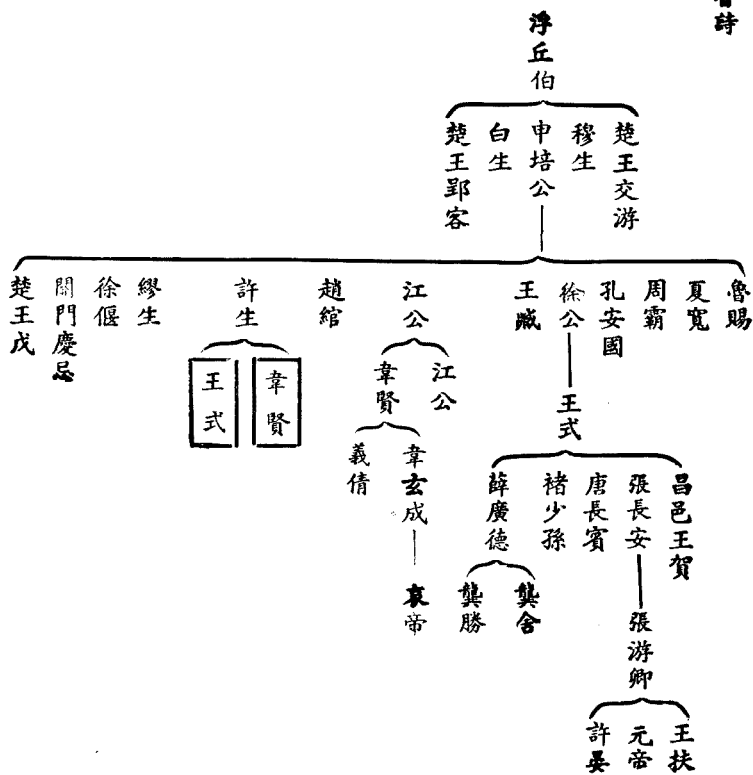 詩
浮丘伯
楚王交游
穆生
申培公
白生
楚王郢客
魯賜
夏寬
周霸
孔安國
徐公
王臧
江公
趙綰
許生
繆生
徐偃
闕門慶忌
楚王戊
王式
江公
韋賢
韋賢
王式
昌邑王賀
張長安
唐長賓
褚少孫
薛廣德
韋玄成
義倩
張游卿
龔舍
龔勝
哀帝
王扶
元帝
許晏